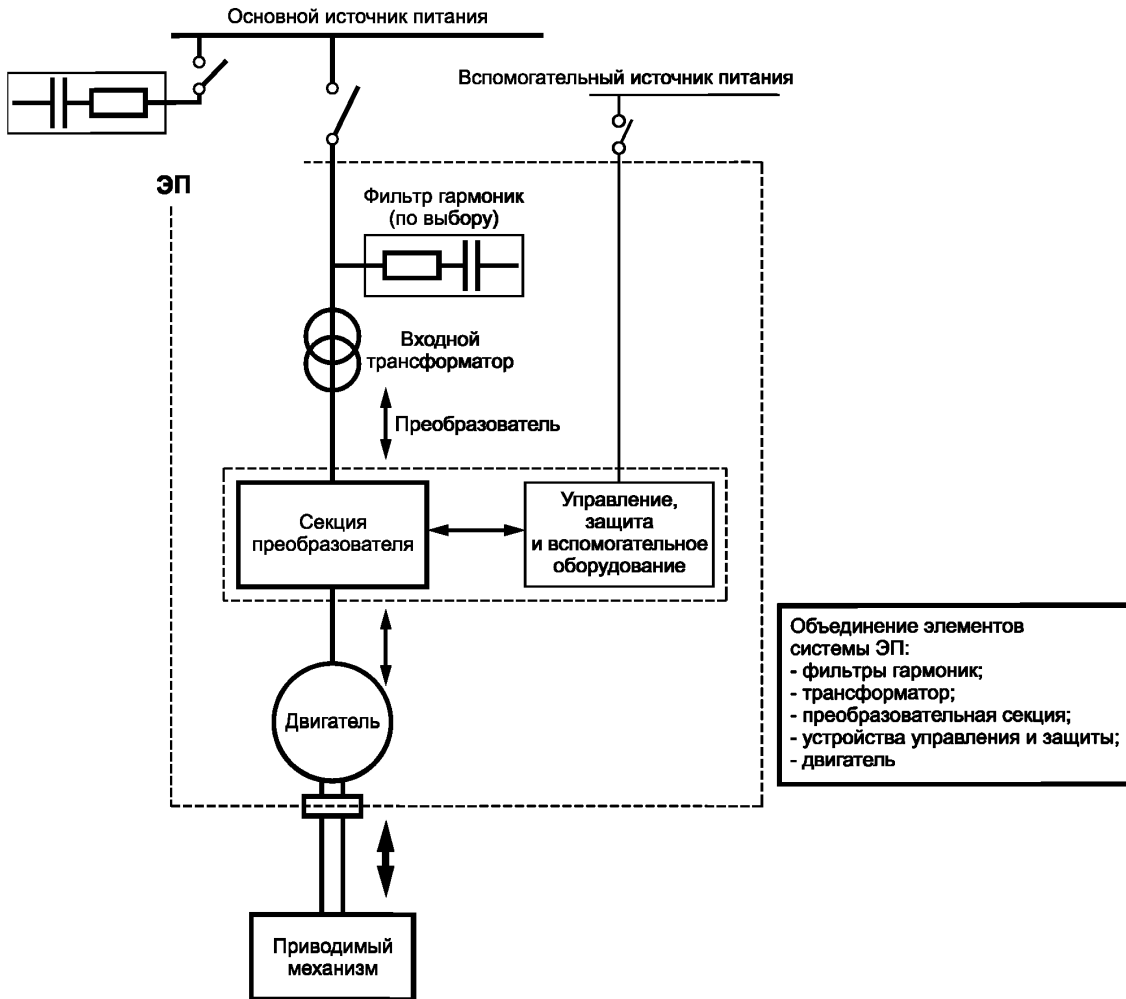 Основной источник питания
Вспомогательный источник питания
ЭП
Фильтр гармоник
(по выбору)
Входной
трансформатор
Преобразователь
Секция
преобразователя
Управление,
защита
и вспомогательное
оборудование
Двигатель
Объединение элементов
системы ЭП:
- фильтры гармоник;
- трансформатор;
- преобразовательная секция;
- устройства управления и защиты;
- двигатель
Приводимый
механизм